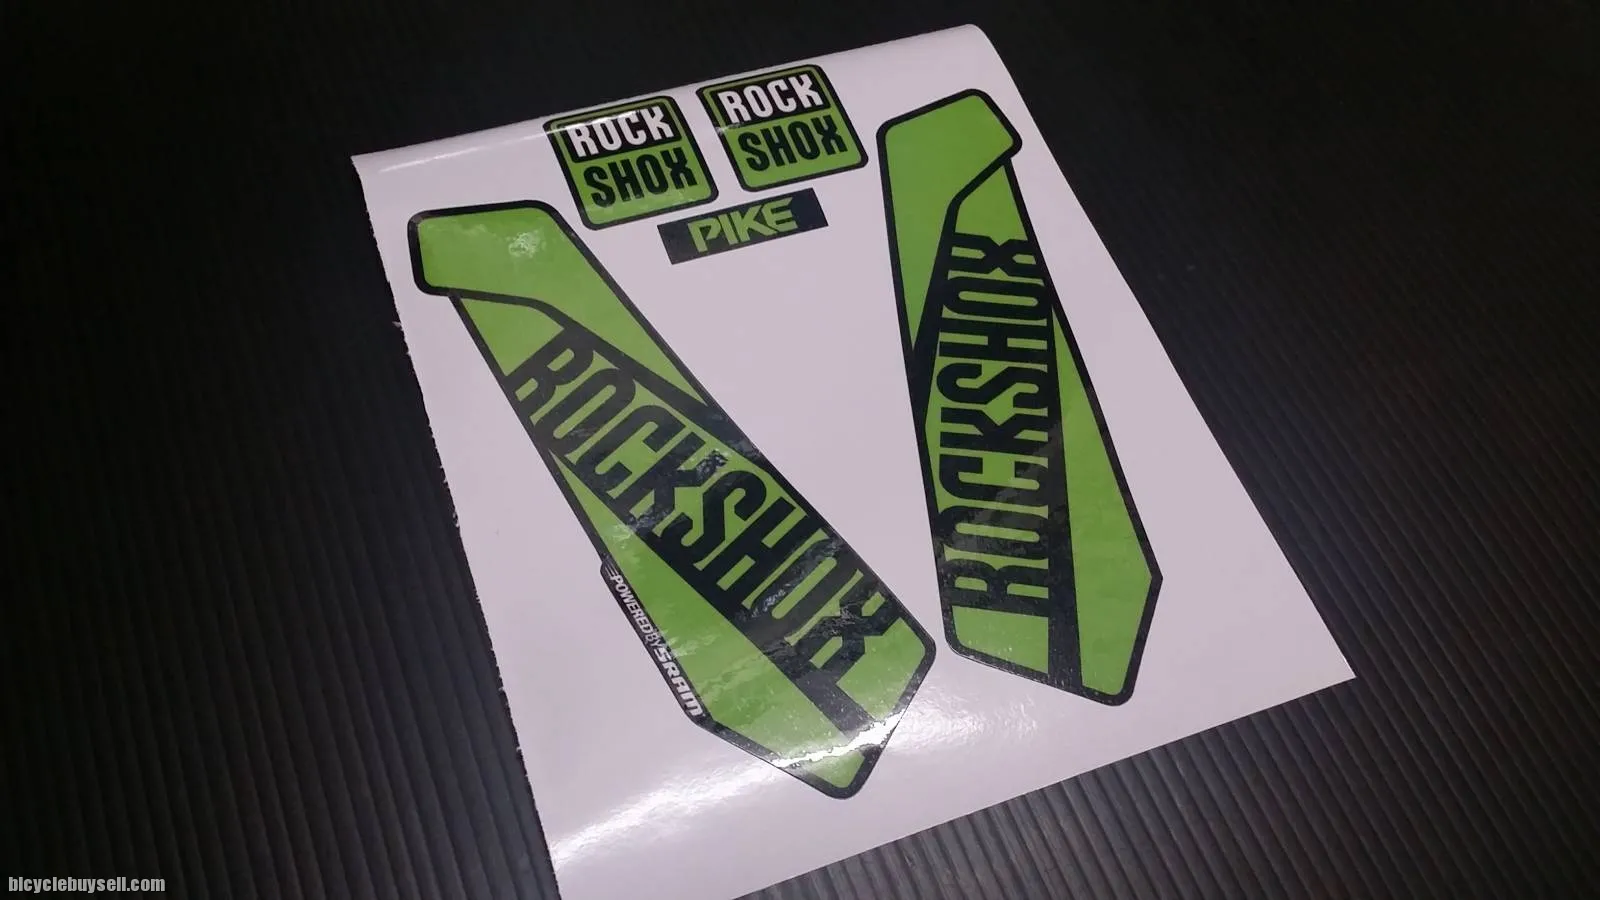 ROCK
SHOX
ROCK
SHOX
PIKE
ROCKSHOX
ROCKSHOX
POWERED BY SRAM
bicyclebuysell.com